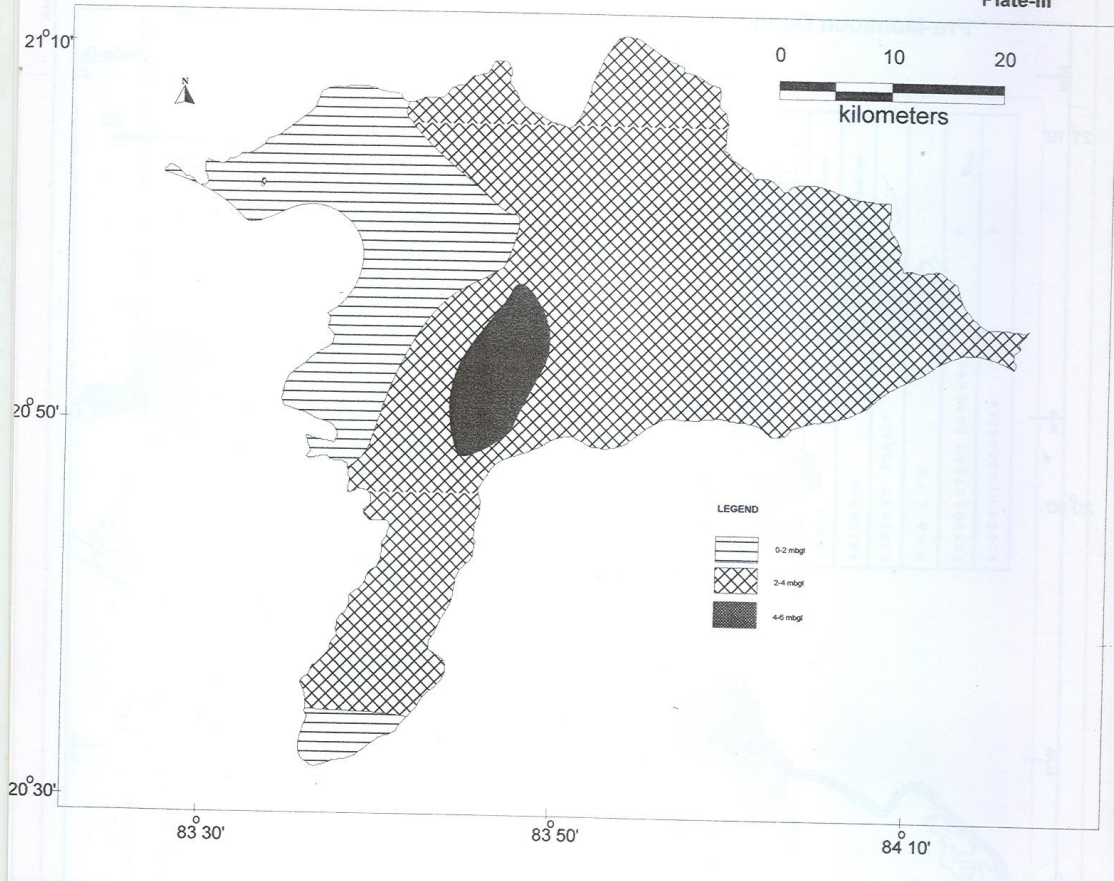 Plate-III
21°10'
N
0 10 20
kilometers
20°50'
LEGEND
0-2 mbgl
2-4 mbgl
4-6 mbgl
20°30'
83°30'
83°50'
84°10'